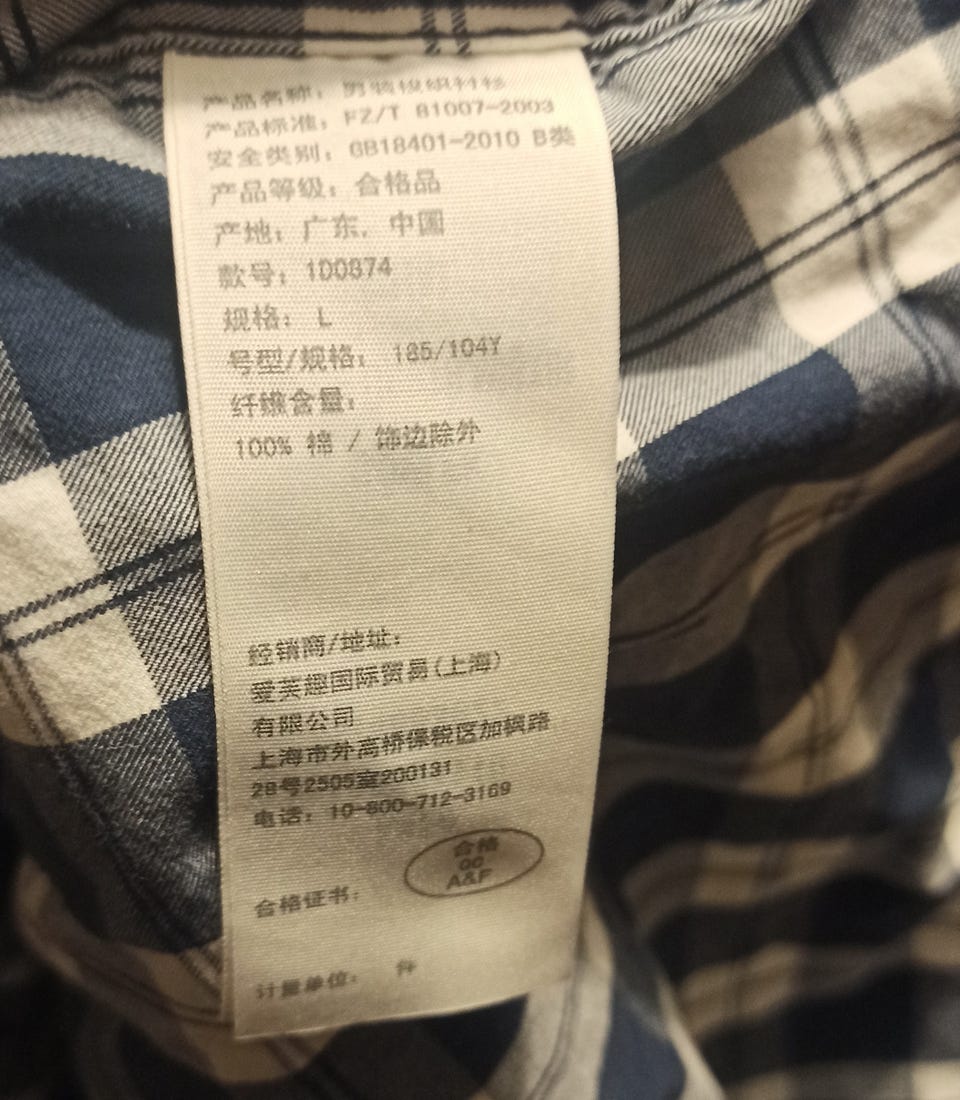 产品名称：男装梭织衬衫
产品标准：FZ/T 81007-2003
安全类别：GB18401-2010 B类
产品等级：合格品
产地：广东，中国
款号：1D0874
规格：L
号型/规格：185/104Y
纤维含量：
100% 棉 / 饰边除外
经销商/地址：
爱芙趣国际贸易(上海)
有限公司
上海市外高桥保税区加枫路
28号2505室200131
电话：10-800-712-3169
合格
QC
A&F
合格证书：
计量单位： 件